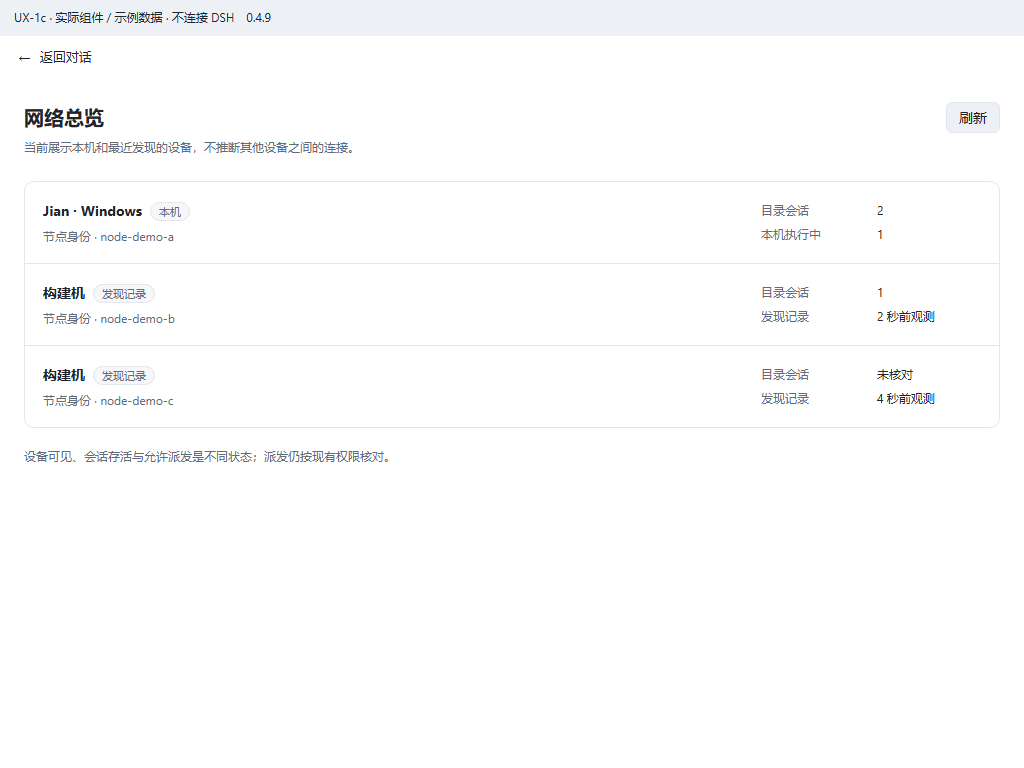 UX-1c · 实际组件 / 示例数据 · 不连接 DSH 0.4.9
← 返回对话
网络总览
刷新
当前展示本机和最近发现的设备，不推断其他设备之间的连接。
Jian · Windows 本机
节点身份 · node-demo-a
目录会话 2
本机执行中 1
构建机 发现记录
节点身份 · node-demo-b
目录会话 1
发现记录 2 秒前观测
构建机 发现记录
节点身份 · node-demo-c
目录会话 未核对
发现记录 4 秒前观测
设备可见、会话存活与允许派发是不同状态；派发仍按现有权限核对。